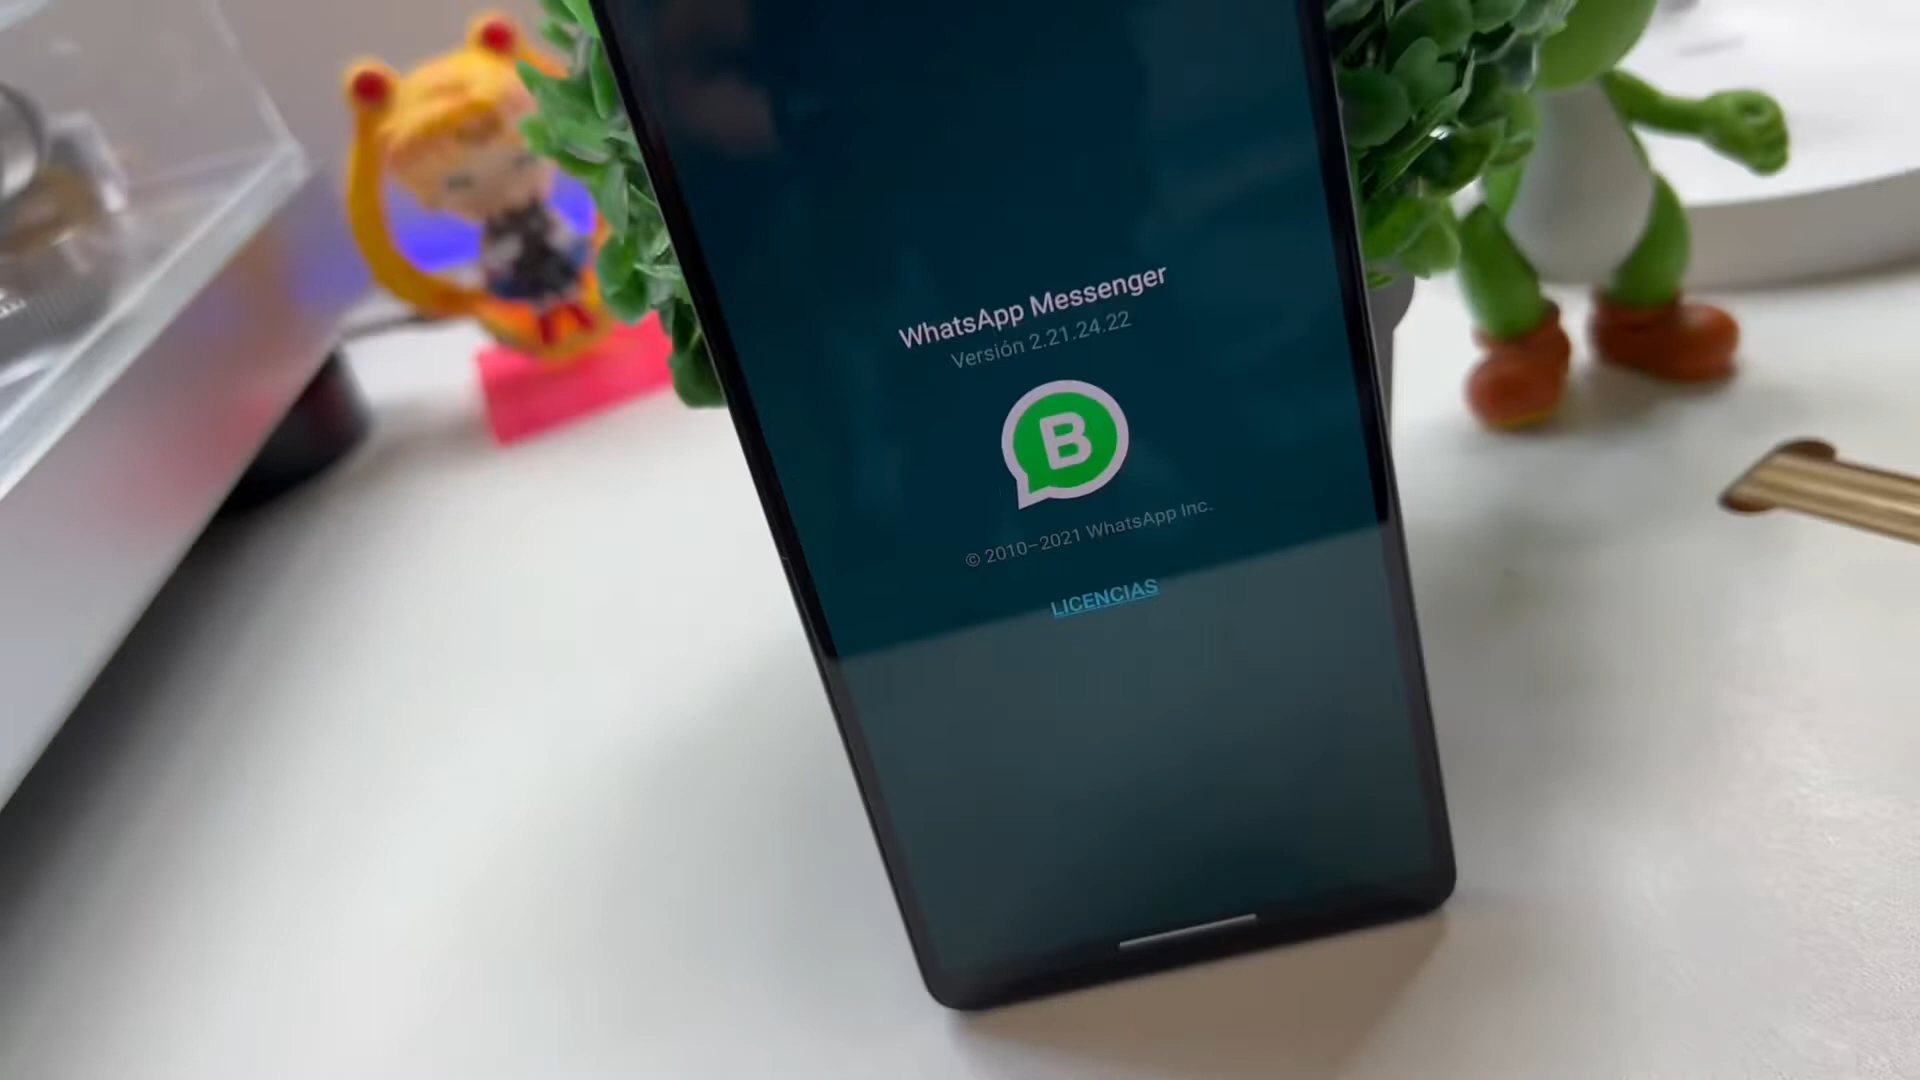 WhatsApp Messenger
Versión 2.21.24.22
B
© 2010–2021 WhatsApp Inc.
LICENCIAS